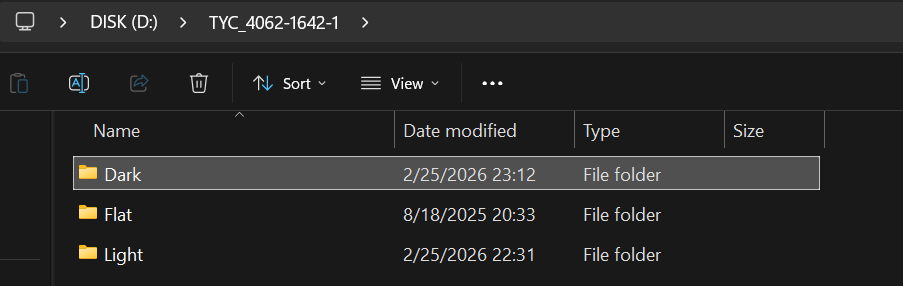 DISK (D:) TYC_4062-1642-1
Sort View
Name Date modified Type Size
Dark 2/25/2026 23:12 File folder
Flat 8/18/2025 20:33 File folder
Light 2/25/2026 22:31 File folder